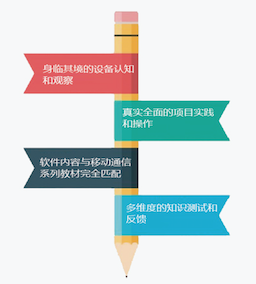 身临其境的设备认知
和观察
真实全面的项目实践
和操作
软件内容与移动通信
系列教材完全匹配
多维度的知识测试和
反馈